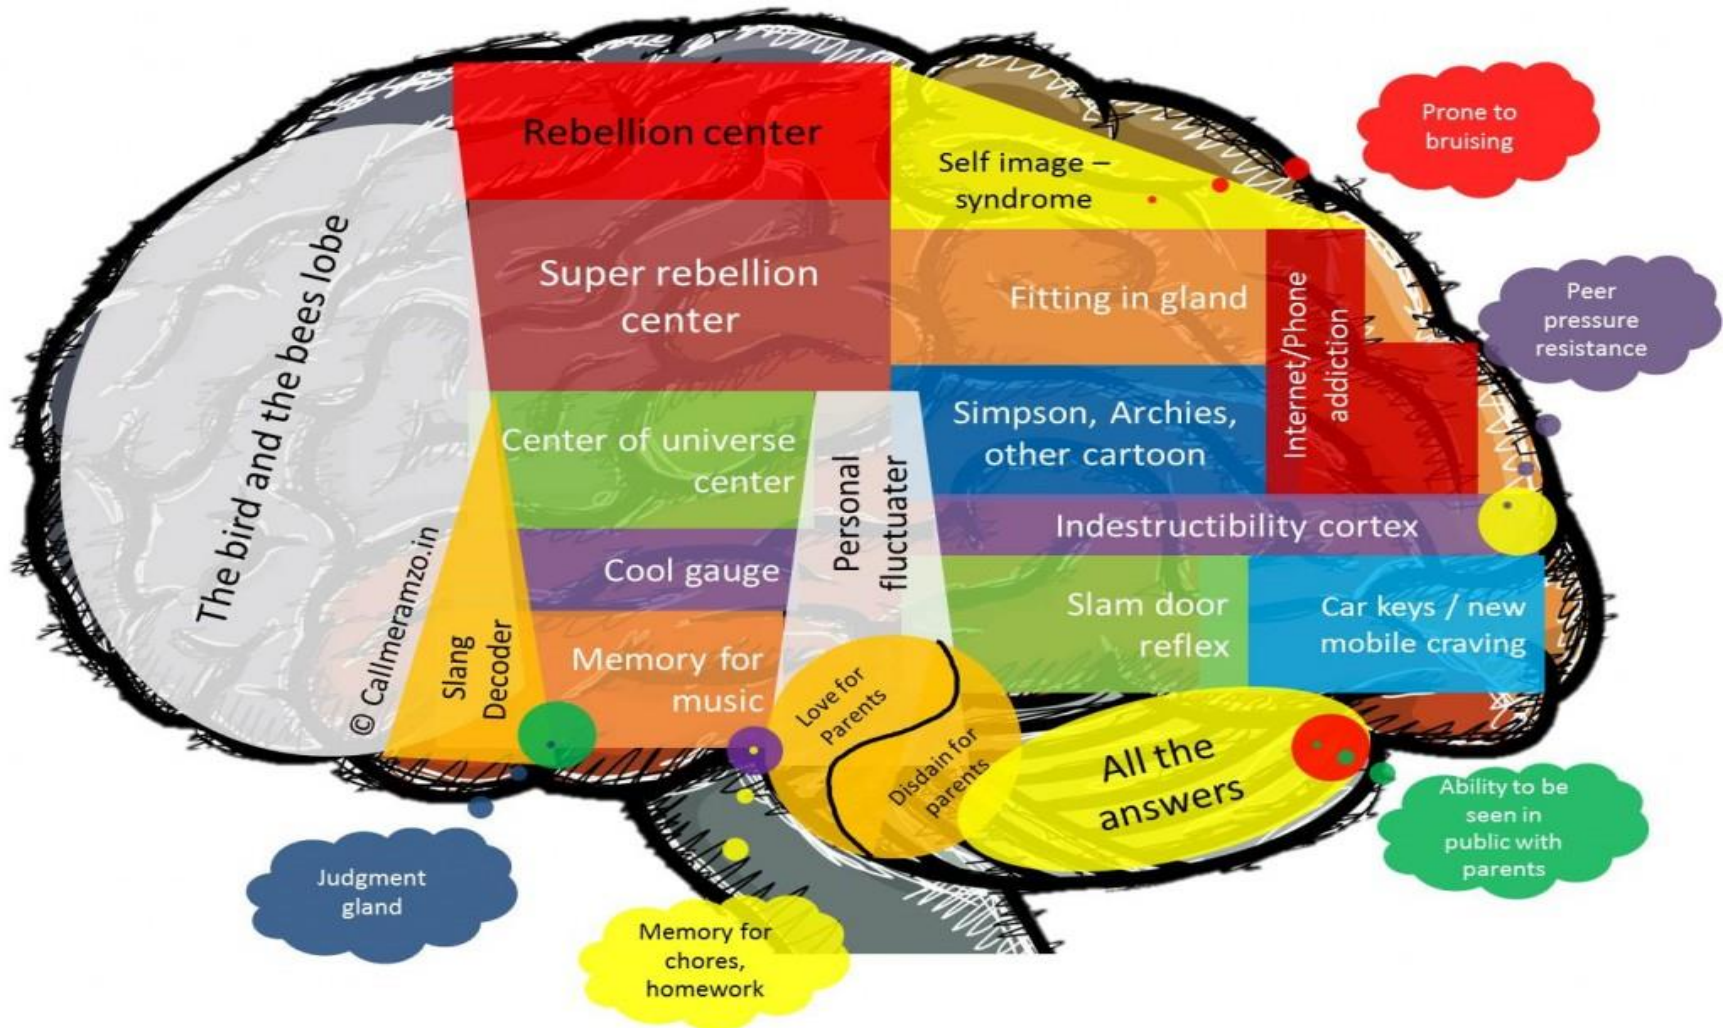 Rebellion center
Self image –
syndrome
Prone to
bruising
The bird and the bees lobe
Super rebellion
center
Fitting in gland
Internet/Phone
addiction
Peer
pressure
resistance
Center of universe
center
Personal
fluctuater
Simpson, Archies,
other cartoon
Indestructibility cortex
Cool gauge
Slam door
reflex
Car keys / new
mobile craving
© Callmeramzo.in
Slang
Decoder
Memory for
music
Love for
Parents
Disdain for
parents
All the
answers
Ability to be
seen in
public with
parents
Judgment
gland
Memory for
chores,
homework